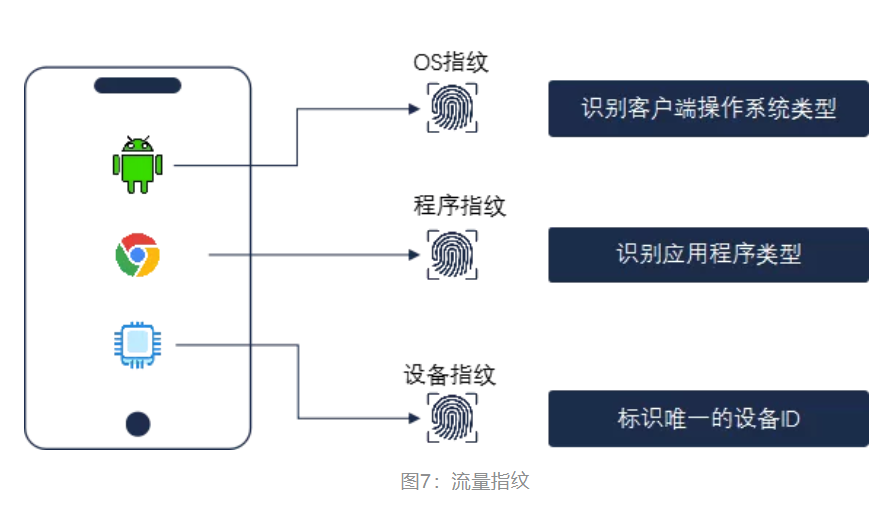 OS指纹
识别客户端操作系统类型
程序指纹
识别应用程序类型
设备指纹
标识唯一的设备ID
图7：流量指纹